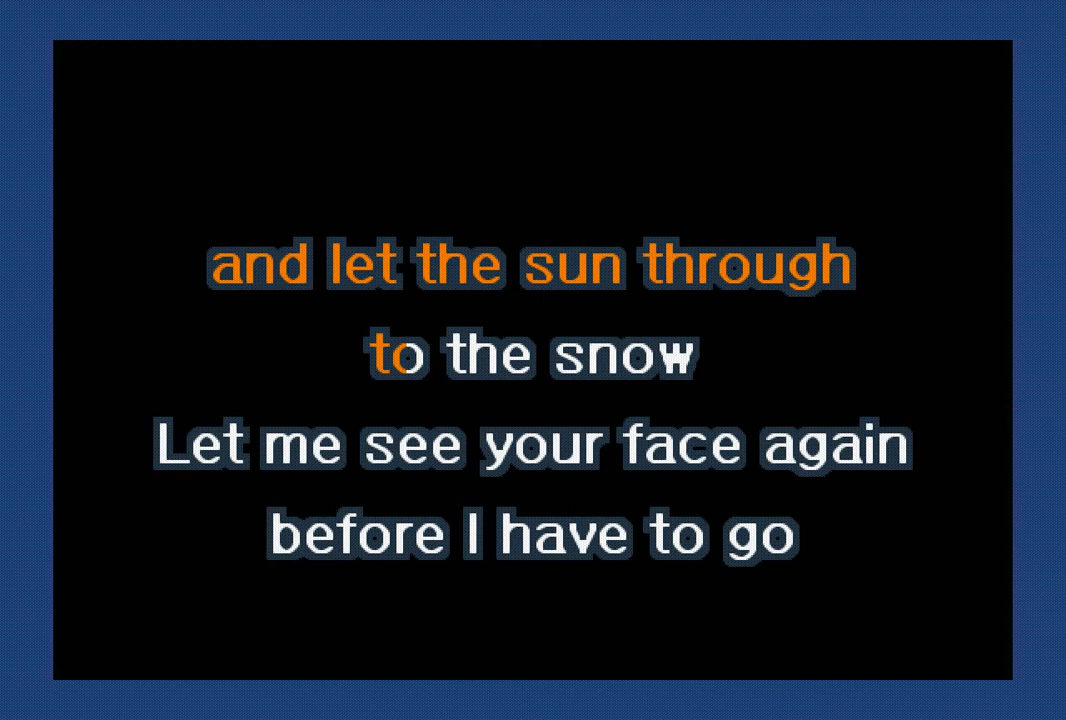 and let the sun through
to the snow
Let me see your face again
before I have to go